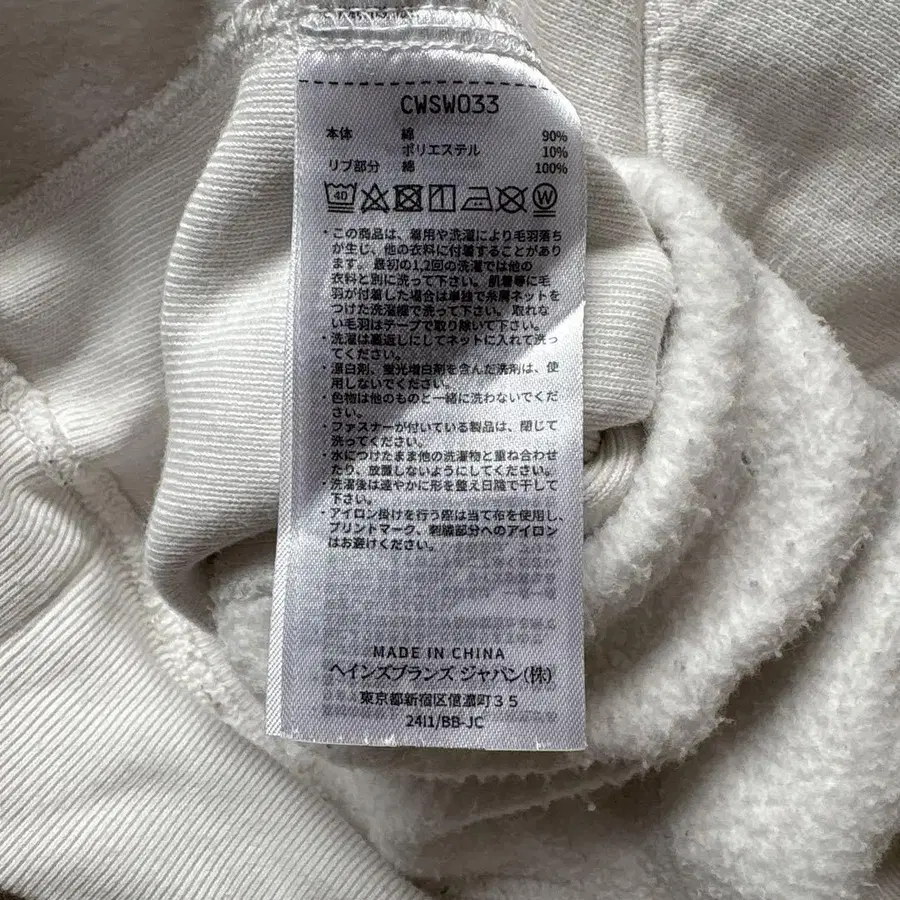 CWSW033
本体 綿 90%
ポリエステル 10%
リブ部分 綿 100%
40 W
・この商品は、着用や洗濯により毛羽落ち
が生じ、他の衣料に付着することがあり
ます。最初の1,2回の洗濯では他の
衣料と別に洗って下さい。肌着等に毛
羽が付着した場合は単独で糸屑ネットを
つけた洗濯機で洗って下さい。取れな
い毛羽はテープで取り除いて下さい。
・洗濯は裏返しにしてネットに入れて洗っ
てください。
・漂白剤、蛍光増白剤を含んだ洗剤は、使
用しないでください。
・色物は他のものと一緒に洗わないでくだ
さい。
・ファスナーが付いている製品は、閉じて
洗ってください。
・水につけたまま他の洗濯物と重ね合わせ
たり、放置しないようにしてください。
・洗濯後は速やかに形を整え日陰で干して
下さい。
・アイロン掛けを行う際は当て布を使用し、
プリントマーク、刺繍部分へのアイロン
はお避けください。
MADE IN CHINA
ヘインズブランズ ジャパン(株)
東京都新宿区信濃町35
24I1/BB-JC